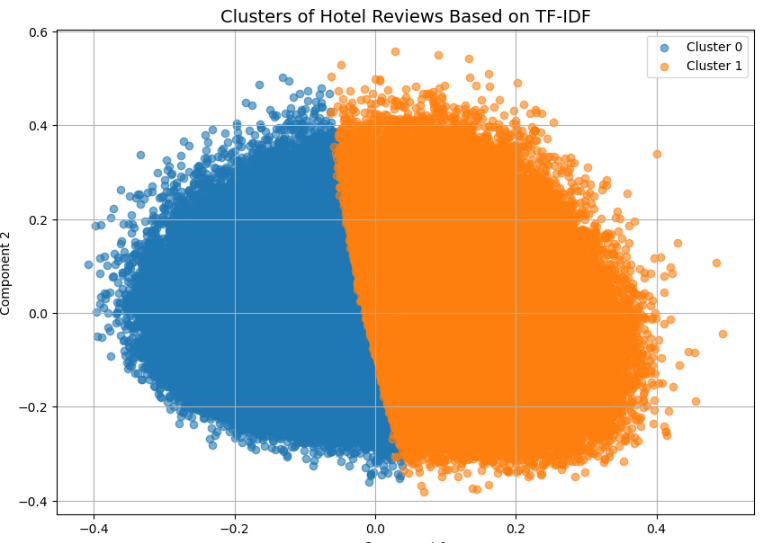 Clusters of Hotel Reviews Based on TF-IDF
Cluster 0
Cluster 1
0.6
0.4
0.2
0.0
−0.2
−0.4
Component 2
−0.4
−0.2
0.0
0.2
0.4